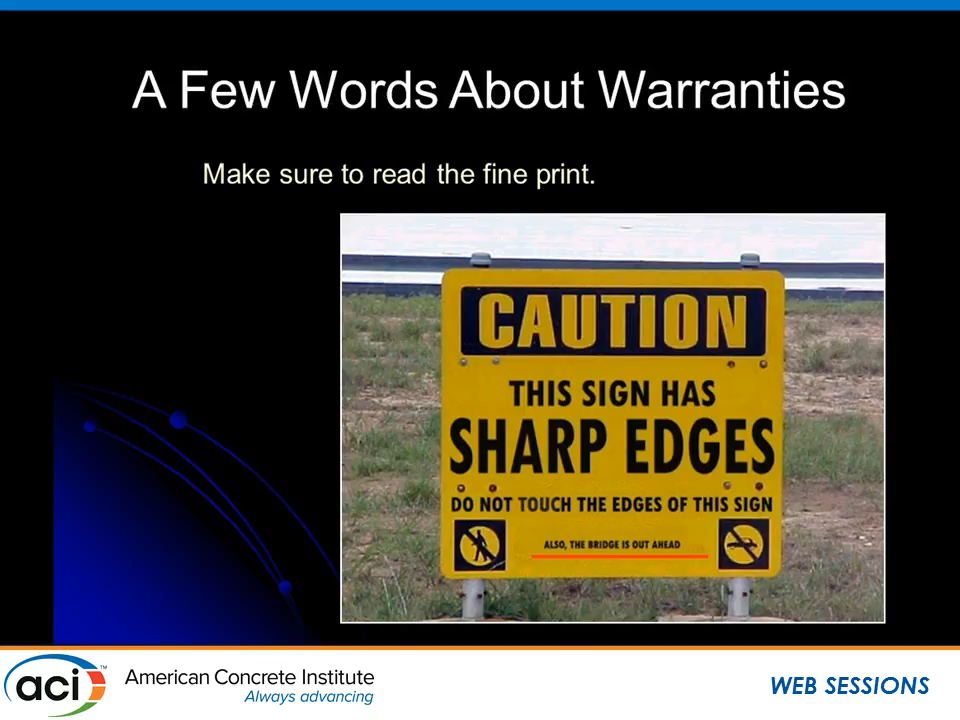 A Few Words About Warranties
Make sure to read the fine print.
CAUTION
THIS SIGN HAS
SHARP EDGES
DO NOT TOUCH THE EDGES OF THIS SIGN
ALSO, THE BRIDGE IS OUT AHEAD
aci™
American Concrete Institute
Always advancing
WEB SESSIONS